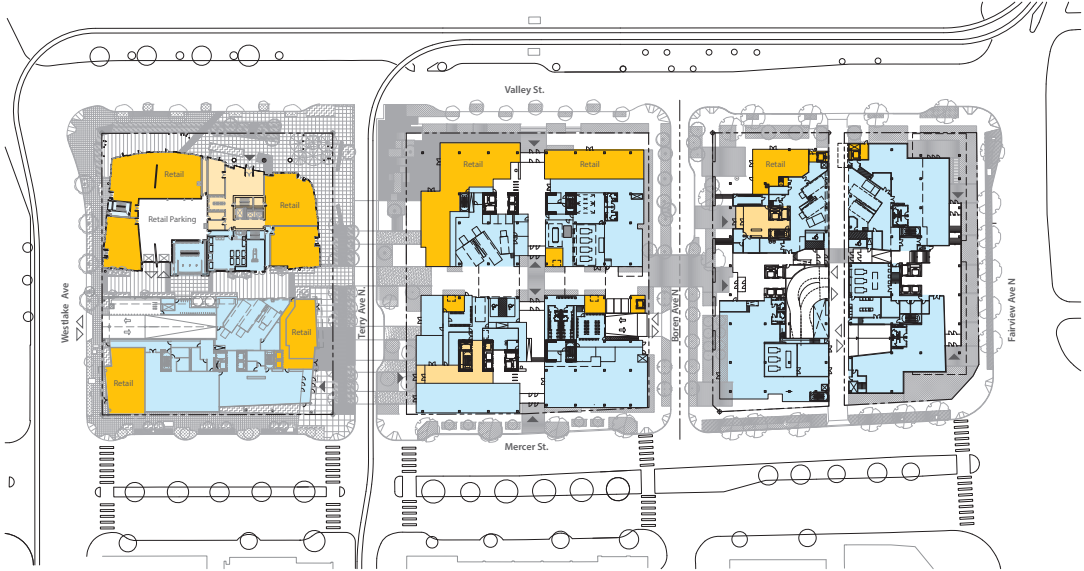 Valley St.
Retail
Retail
Retail
Retail
Retail
Retail Parking
Westlake Ave
Terry Ave N.
Boren Ave N
Fairview Ave N
Retail
Retail
Mercer St.